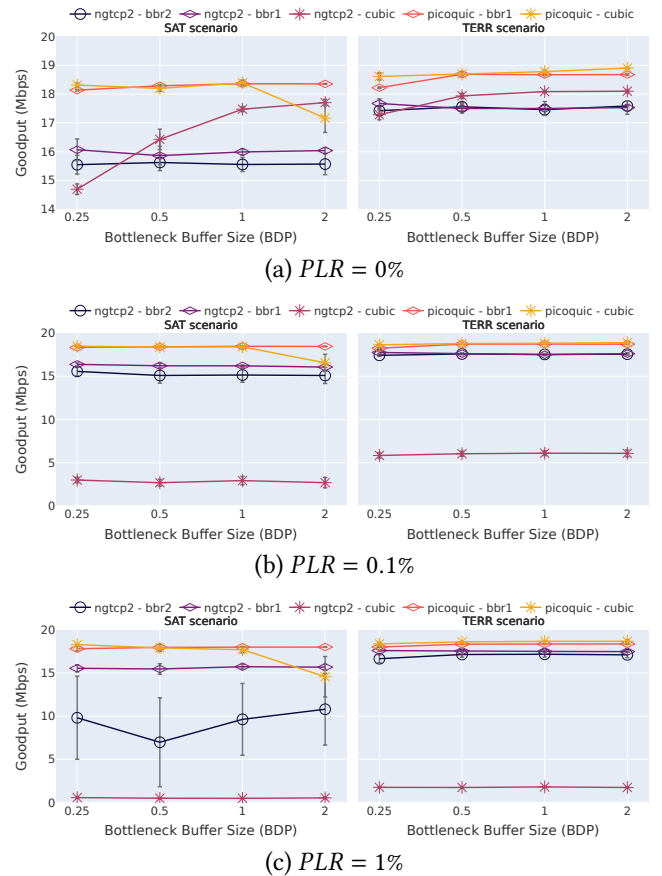 ngtcp2 - bbr2 ngtcp2 - bbr1 ngtcp2 - cubic picoquic - bbr1 picoquic - cubic
SAT scenario TERR scenario
20
19
18
17
16
15
14
Goodput (Mbps)
0.25 0.5 1 2 0.25 0.5 1 2
Bottleneck Buffer Size (BDP) Bottleneck Buffer Size (BDP)
(a) PLR = 0%
ngtcp2 - bbr2 ngtcp2 - bbr1 ngtcp2 - cubic picoquic - bbr1 picoquic - cubic
SAT scenario TERR scenario
20
15
10
5
0
Goodput (Mbps)
0.25 0.5 1 2 0.25 0.5 1 2
Bottleneck Buffer Size (BDP) Bottleneck Buffer Size (BDP)
(b) PLR = 0.1%
ngtcp2 - bbr2 ngtcp2 - bbr1 ngtcp2 - cubic picoquic - bbr1 picoquic - cubic
SAT scenario TERR scenario
20
15
10
5
0
Goodput (Mbps)
0.25 0.5 1 2 0.25 0.5 1 2
Bottleneck Buffer Size (BDP) Bottleneck Buffer Size (BDP)
(c) PLR = 1%